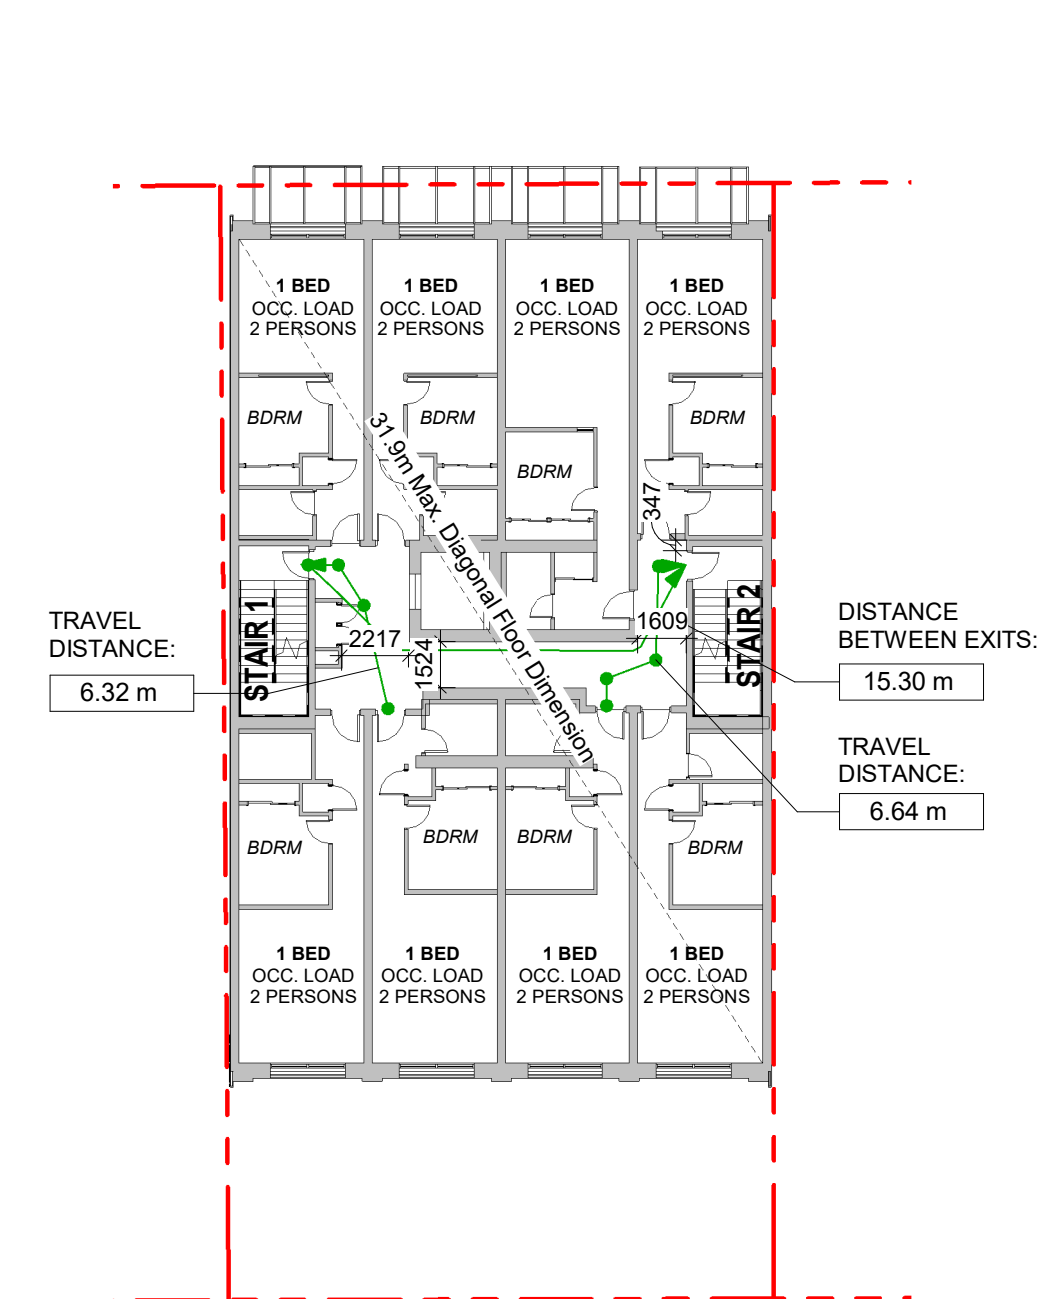 1 BED
OCC. LOAD
2 PERSONS
1 BED
OCC. LOAD
2 PERSONS
1 BED
OCC. LOAD
2 PERSONS
1 BED
OCC. LOAD
2 PERSONS
BDRM
BDRM
BDRM
BDRM
31.9m Max. Diagonal Floor Dimension
347
STAIR 1
2217
1524
1609
STAIR 2
TRAVEL
DISTANCE:
6.32 m
DISTANCE
BETWEEN EXITS:
15.30 m
TRAVEL
DISTANCE:
6.64 m
BDRM
BDRM
BDRM
BDRM
1 BED
OCC. LOAD
2 PERSONS
1 BED
OCC. LOAD
2 PERSONS
1 BED
OCC. LOAD
2 PERSONS
1 BED
OCC. LOAD
2 PERSONS